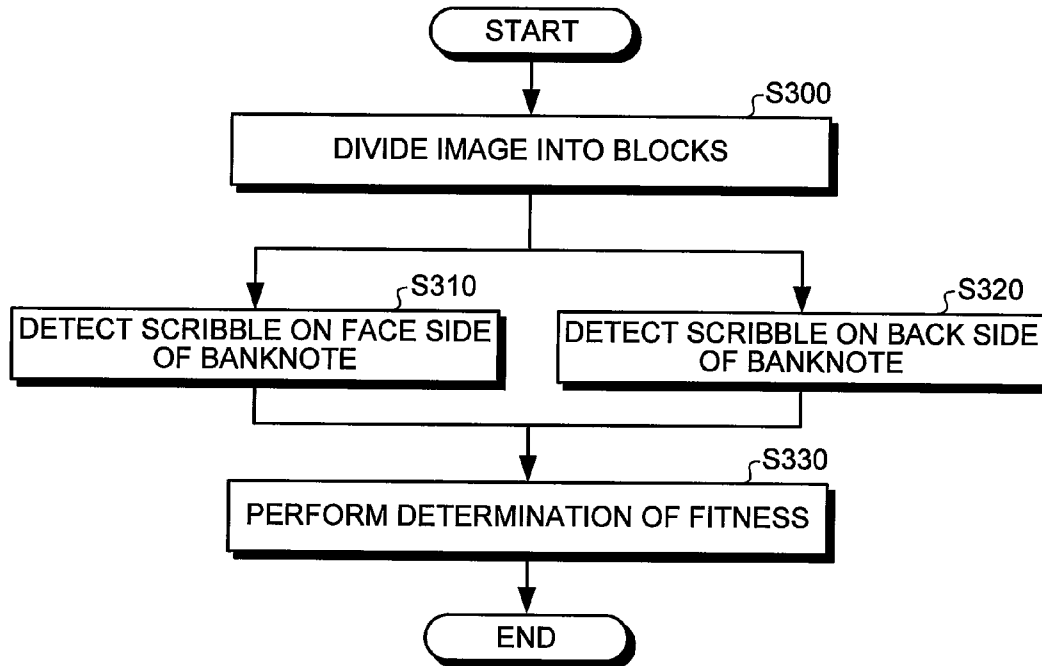 START
S300
DIVIDE IMAGE INTO BLOCKS
S310
DETECT SCRIBBLE ON FACE SIDE
OF BANKNOTE
S320
DETECT SCRIBBLE ON BACK SIDE
OF BANKNOTE
S330
PERFORM DETERMINATION OF FITNESS
END